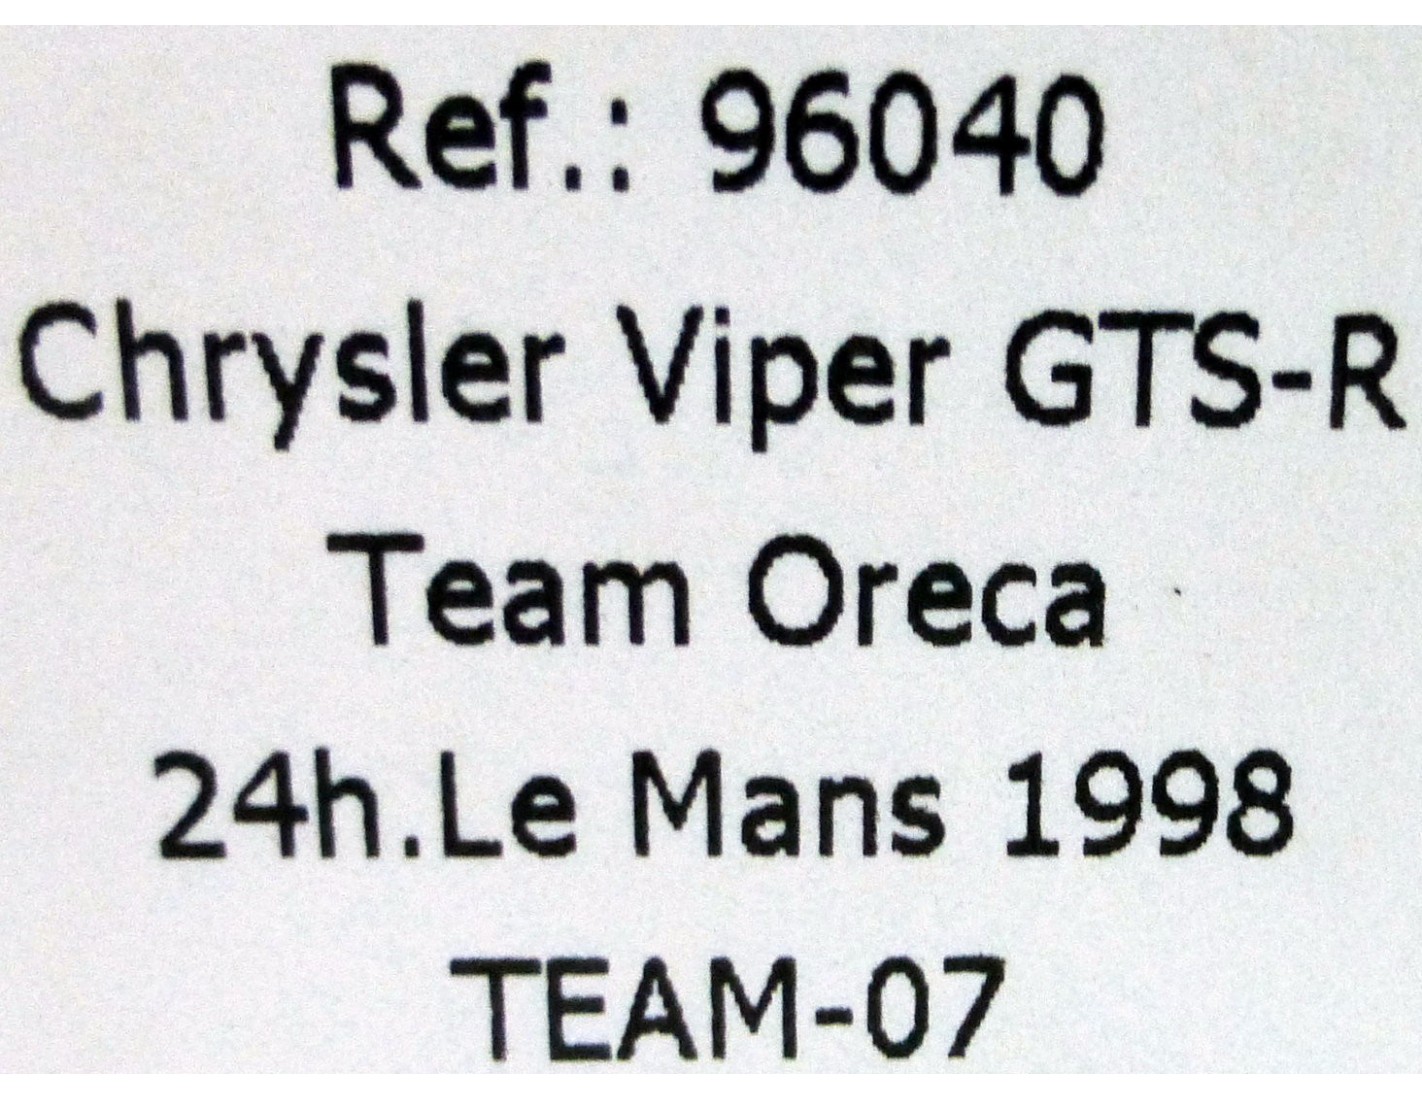 Ref.: 96040
Chrysler Viper GTS-R
Team Oreca
24h.Le Mans 1998
TEAM-07